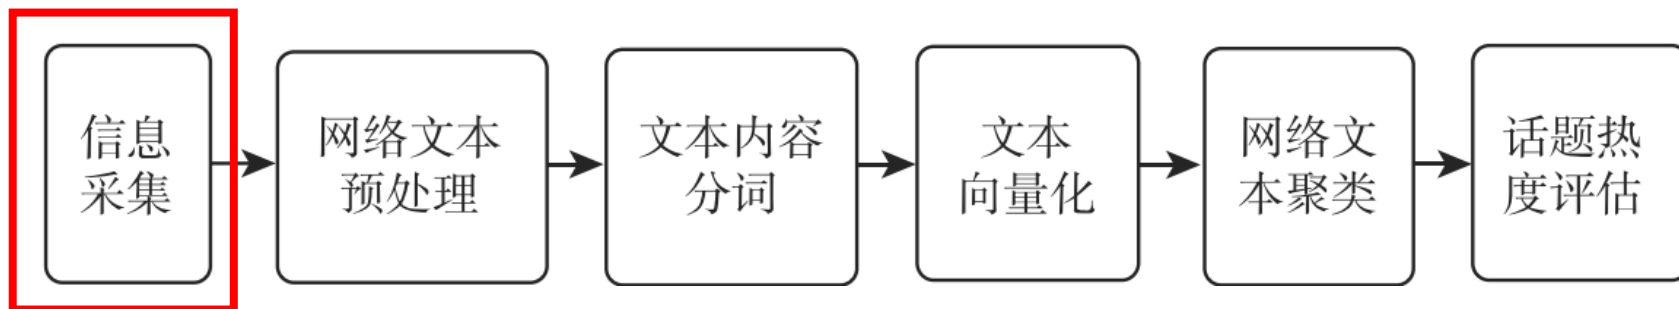 信息
采集
网络文本
预处理
文本内容
分词
文本
向量化
网络文
本聚类
话题热
度评估